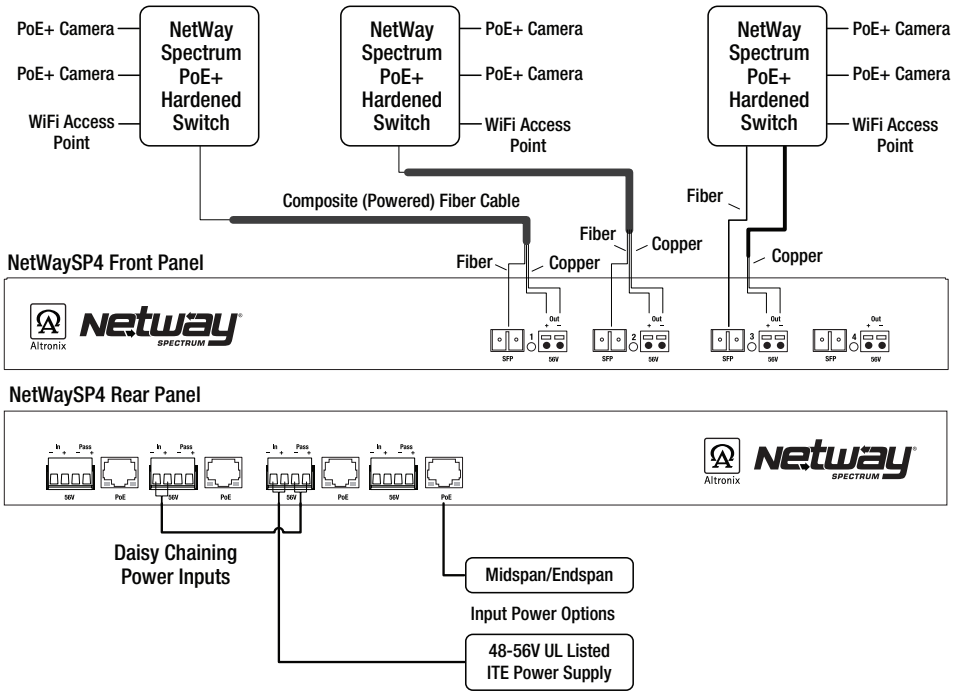 PoE+ Camera
PoE+ Camera
WiFi Access
Point
NetWay
Spectrum
PoE+
Hardened
Switch
NetWay
Spectrum
PoE+
Hardened
Switch
PoE+ Camera
PoE+ Camera
WiFi Access
Point
NetWay
Spectrum
PoE+
Hardened
Switch
PoE+ Camera
PoE+ Camera
WiFi Access
Point
Composite (Powered) Fiber Cable
Fiber
Copper
Fiber
Copper
Fiber
Copper
NetWaySP4 Front Panel
Altronix
Netway®
SPECTRUM
SFP
1
Out
+ −
56V
SFP
2
Out
+ −
56V
SFP
3
Out
+ −
56V
SFP
4
Out
+ −
56V
NetWaySP4 Rear Panel
In Pass
− + − +
56V
PoE
In Pass
− + − +
56V
PoE
In Pass
− + − +
56V
PoE
In Pass
− + − +
56V
PoE
Altronix
Netway®
SPECTRUM
Daisy Chaining
Power Inputs
Midspan/Endspan
Input Power Options
48-56V UL Listed
ITE Power Supply